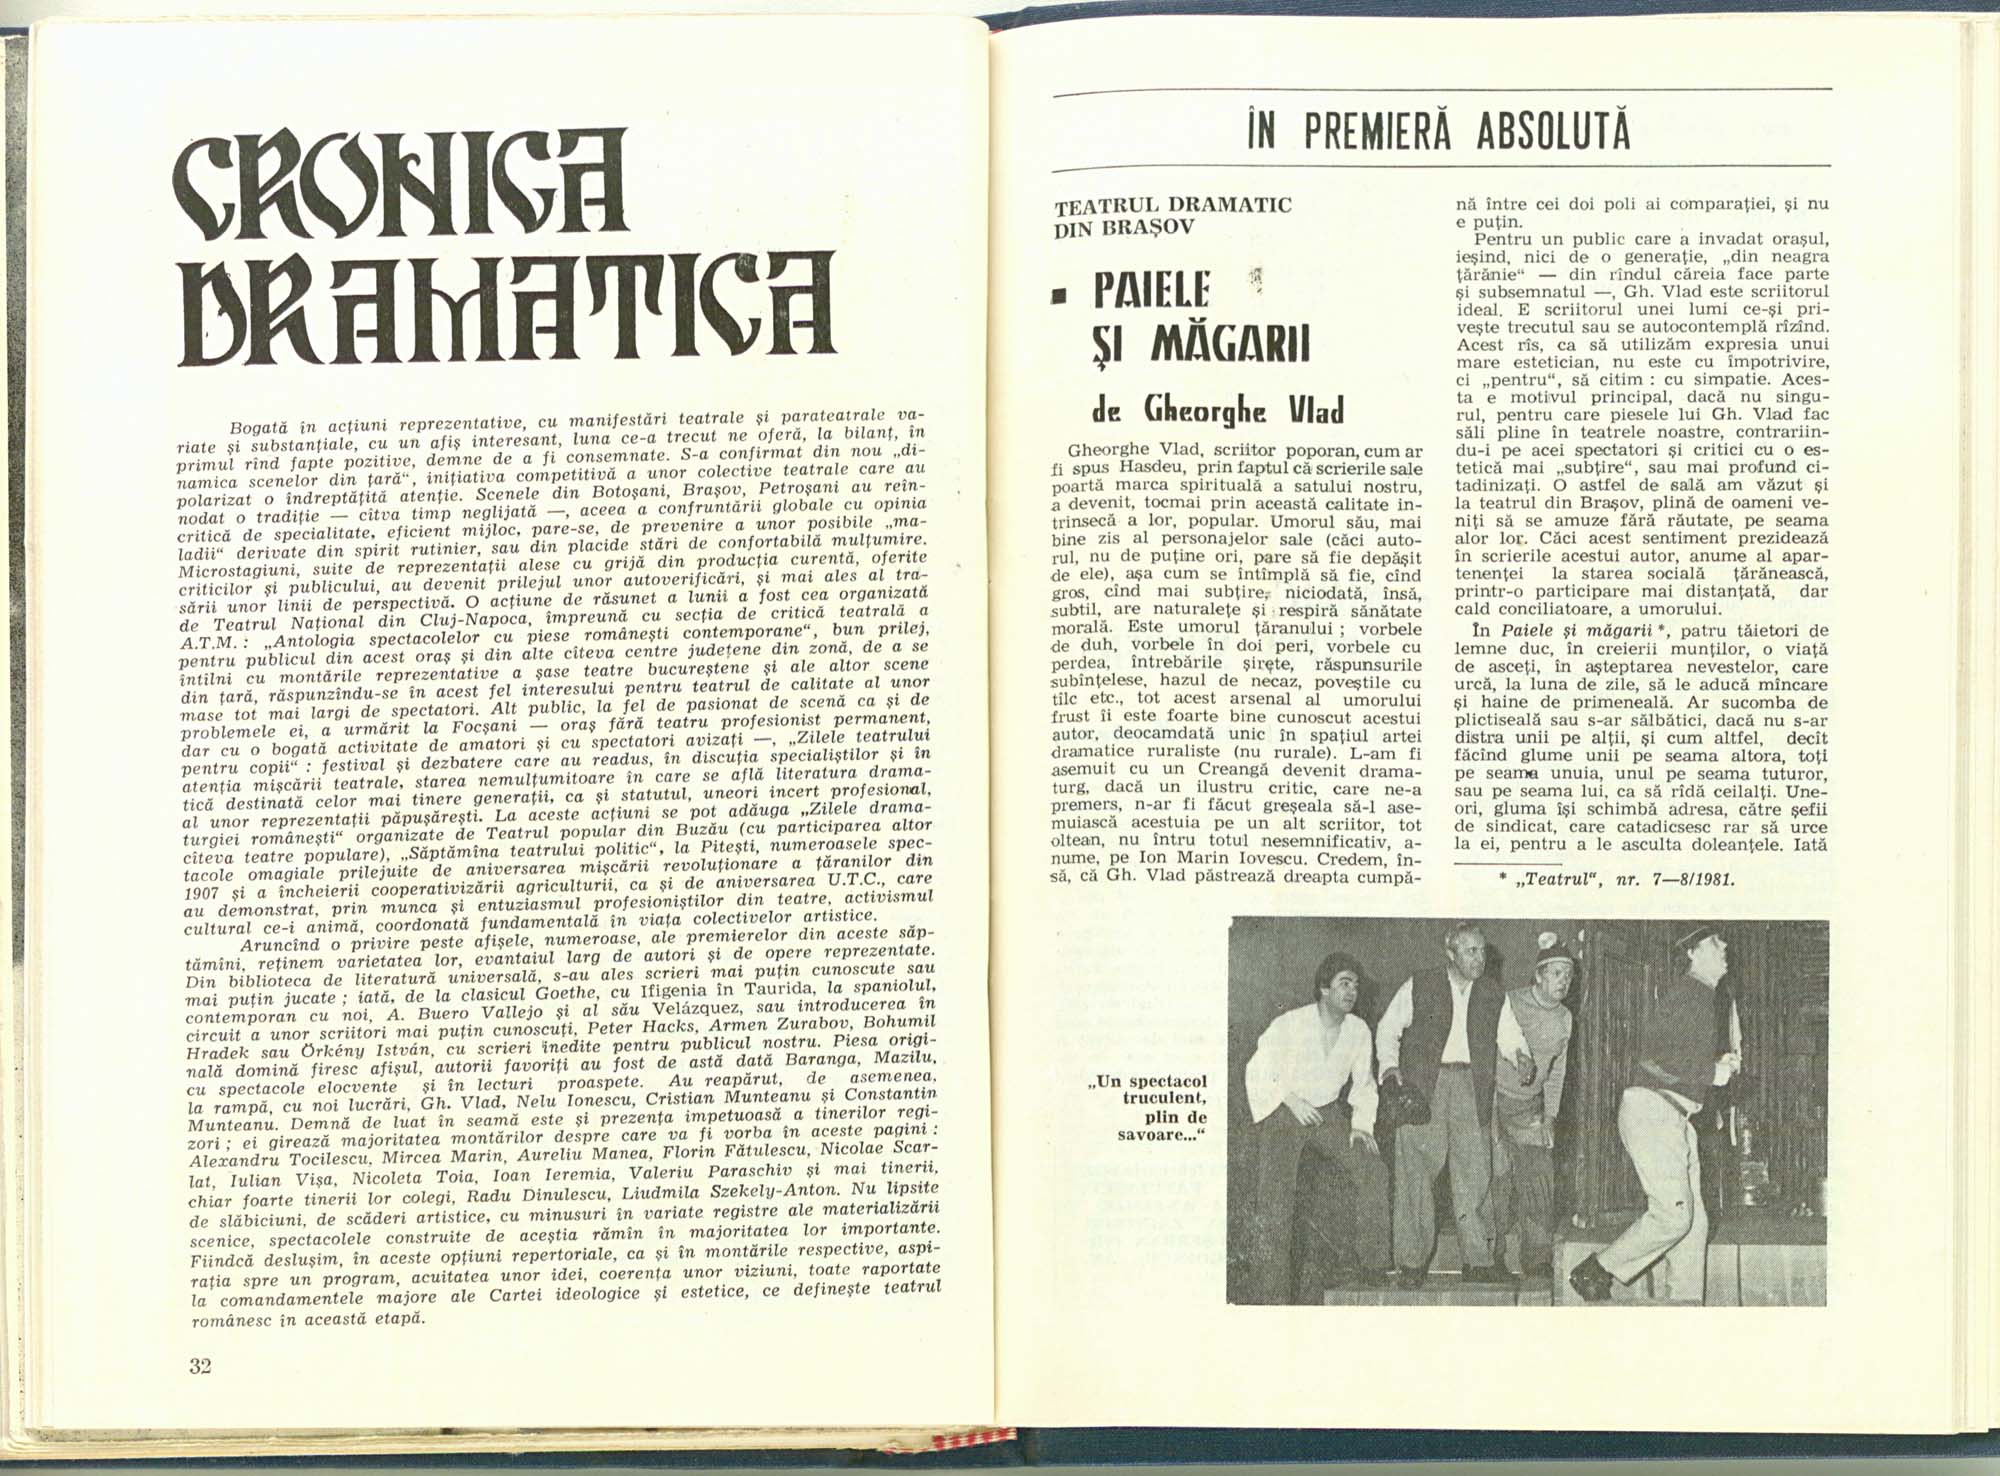 CRONICA
DRAMATICA
Bogată în acțiuni reprezentative, cu manifestări teatrale și parateatrale va-
riate și substanțiale, cu un afiș interesant, luna ce-a trecut ne oferă, la bilanț, în
primul rînd fapte pozitive, demne de a fi consemnate. S-a confirmat din nou „di-
namica scenelor din țară“, inițiativa competitivă a unor colective teatrale care au
polarizat o îndreptățită atenție. Scenele din Botoșani, Brașov, Petroșani au reîn-
nodat o tradiție — cîtva timp neglijată —, aceea a confruntării globale cu opinia
critică de specialitate, eficient mijloc, pare-se, de prevenire a unor posibile „ma-
ladii“ derivate din spirit rutinier, sau din placide stări de confortabilă mulțumire.
Microstagiuni, suite de reprezentații alese cu grijă din producția curentă, oferite
criticilor și publicului, au devenit prilejul unor autoverificări, și mai ales al tra-
sării unor linii de perspectivă. O acțiune de răsunet a lunii a fost cea organizată
de Teatrul Național din Cluj-Napoca, împreună cu secția de critică teatrală a
A.T.M. : „Antologia spectacolelor cu piese românești contemporane“, bun prilej,
pentru publicul din acest oraș și din alte cîteva centre județene din zonă, de a se
întîlni cu montările reprezentative a șase teatre bucureștene și ale altor scene
din țară, răspunzîndu-se în acest fel interesului pentru teatrul de calitate al unor
mase tot mai largi de spectatori. Alt public, la fel de pasionat de scenă ca și de
problemele ei, a urmărit la Focșani — oraș fără teatru profesionist permanent,
dar cu o bogată activitate de amatori și cu spectatori avizați —, „Zilele teatrului
pentru copii“ : festival și dezbatere care au readus, în discuția specialiștilor și în
atenția mișcării teatrale, starea nemulțumitoare în care se află literatura drama-
tică destinată celor mai tinere generații, ca și statutul, uneori incert profesional,
al unor reprezentații păpușărești. La aceste acțiuni se pot adăuga „Zilele drama-
turgiei românești“ organizate de Teatrul popular din Buzău (cu participarea altor
cîteva teatre populare), „Săptămîna teatrului politic“, la Pitești, numeroasele spec-
tacole omagiale prilejuite de aniversarea mișcării revoluționare a țăranilor din
1907 și a încheierii cooperativizării agriculturii, ca și de aniversarea U.T.C., care
au demonstrat, prin munca și entuziasmul profesioniștilor din teatre, activismul
cultural ce-i animă, coordonată fundamentală în viața colectivelor artistice.
Aruncînd o privire peste afișele, numeroase, ale premierelor din aceste săp-
tămîni, reținem varietatea lor, evantaiul larg de autori și de opere reprezentate.
Din biblioteca de literatură universală, s-au ales scrieri mai puțin cunoscute sau
mai puțin jucate ; iată, de la clasicul Goethe, cu Ifigenia în Taurida, la spaniolul,
contemporan cu noi, A. Buero Vallejo și al său Velázquez, sau introducerea în
circuit a unor scriitori mai puțin cunoscuți, Peter Hacks, Armen Zurabov, Bohumil
Hradek sau Örkény István, cu scrieri inedite pentru publicul nostru. Piesa origi-
nală domină firesc afișul, autorii favoriți au fost de astă dată Baranga, Mazilu,
cu spectacole elocvente și în lecturi proaspete. Au reapărut, de asemenea,
la rampă, cu noi lucrări, Gh. Vlad, Nelu Ionescu, Cristian Munteanu și Constantin
Munteanu. Demnă de luat în seamă este și prezența impetuoasă a tinerilor regi-
zori ; ei girează majoritatea montărilor despre care va fi vorba în aceste pagini :
Alexandru Tocilescu, Mircea Marin, Aureliu Manea, Florin Fătulescu, Nicolae Scar-
lat, Iulian Vișa, Nicoleta Toia, Ioan Ieremia, Valeriu Paraschiv și mai tinerii,
chiar foarte tinerii lor colegi, Radu Dinulescu, Liudmila Szekely-Anton. Nu lipsite
de slăbiciuni, de scăderi artistice, cu minusuri în variate registre ale materializării
scenice, spectacolele construite de aceștia rămîn în majoritatea lor importante.
Fiindcă deslușim, în aceste opțiuni repertoriale, ca și în montările respective, aspi-
rația spre un program, acuitatea unor idei, coerența unor viziuni, toate raportate
la comandamentele majore ale Cartei ideologice și estetice, ce definește teatrul
românesc în această etapă.
32
ÎN PREMIERĂ ABSOLUTĂ
TEATRUL DRAMATIC
DIN BRAȘOV
▪ PAIELE
ȘI MĂGARII
de Gheorghe Vlad
Gheorghe Vlad, scriitor poporan, cum ar
fi spus Hasdeu, prin faptul că scrierile sale
poartă marca spirituală a satului nostru,
a devenit, tocmai prin această calitate in-
trinsecă a lor, popular. Umorul său, mai
bine zis al personajelor sale (căci auto-
rul, nu de puține ori, pare să fie depășit
de ele), așa cum se întîmplă să fie, cînd
gros, cînd mai subțire, niciodată, însă,
subtil, are naturalețe și respiră sănătate
morală. Este umorul țăranului ; vorbele
de duh, vorbele în doi peri, vorbele cu
perdea, întrebările șirete, răspunsurile
subînțelese, hazul de necaz, poveștile cu
tîlc etc., tot acest arsenal al umorului
frust îi este foarte bine cunoscut acestui
autor, deocamdată unic în spațiul artei
dramatice ruraliste (nu rurale). L-am fi
asemuit cu un Creangă devenit drama-
turg, dacă un ilustru critic, care ne-a
premers, n-ar fi făcut greșeala să-l ase-
muiască acestuia pe un alt scriitor, tot
oltean, nu întru totul nesemnificativ, a-
nume, pe Ion Marin Iovescu. Credem, în-
să, că Gh. Vlad păstrează dreapta cumpă-
nă între cei doi poli ai comparației, și nu
e puțin.
Pentru un public care a invadat orașul,
ieșind, nici de o generație, „din neagra
țărănie“ — din rîndul căreia face parte
și subsemnatul —, Gh. Vlad este scriitorul
ideal. E scriitorul unei lumi ce-și pri-
vește trecutul sau se autocontemplă rîzînd.
Acest rîs, ca să utilizăm expresia unui
mare estetician, nu este cu împotrivire,
ci „pentru“, să citim : cu simpatie. Aces-
ta e motivul principal, dacă nu singu-
rul, pentru care piesele lui Gh. Vlad fac
săli pline în teatrele noastre, contrariin-
du-i pe acei spectatori și critici cu o es-
tetică mai „subțire“, sau mai profund ci-
tadinizați. O astfel de sală am văzut și
la teatrul din Brașov, plină de oameni ve-
niți să se amuze fără răutate, pe seama
alor lor. Căci acest sentiment prezidează
în scrierile acestui autor, anume al apar-
tenenței la starea socială țărănească,
printr-o participare mai distanțată, dar
cald conciliatoare, a umorului.
În Paiele și măgarii *, patru tăietori de
lemne duc, în creierii munților, o viață
de asceți, în așteptarea nevestelor, care
urcă, la luna de zile, să le aducă mîncare
și haine de primeneală. Ar sucomba de
plictiseală sau s-ar sălbătici, dacă nu s-ar
distra unii pe alții, și cum altfel, decît
făcînd glume unii pe seama altora, toți
pe seama unuia, unul pe seama tuturor,
sau pe seama lui, ca să rîdă ceilalți. Une-
ori, gluma își schimbă adresa, către șefii
de sindicat, care catadicsesc rar să urce
la ei, pentru a le asculta doleanțele. Iată
* „Teatrul“, nr. 7—8/1981.
„Un spectacol
truculent,
plin de
savoare...“